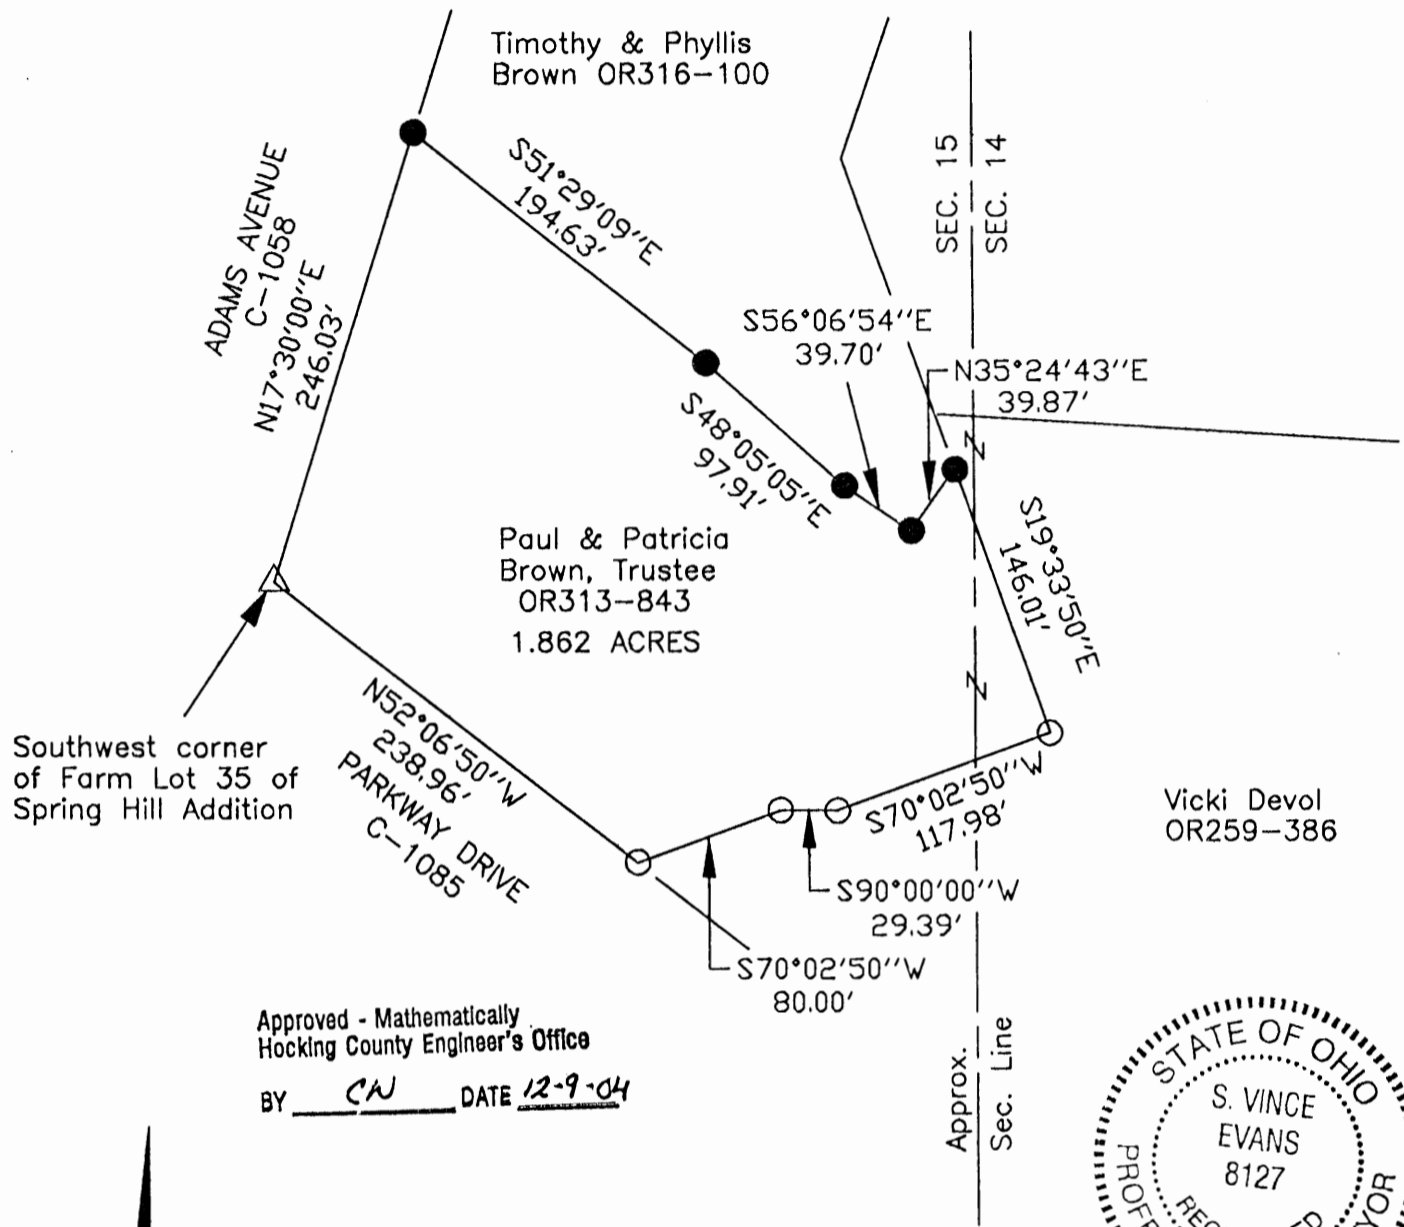 Timothy & Phyllis
Brown OR316-100
SEC. 15
SEC. 14
ADAMS AVENUE
C-1058
N17°30'00"E
246.03'
S51°29'09"E
194.63'
S56°06'54"E
39.70'
N35°24'43"E
39.87'
S48°05'05"E
97.91'
S19°33'50"E
146.01'
Paul & Patricia
Brown, Trustee
OR313-843
1.862 ACRES
Southwest corner
of Farm Lot 35 of
Spring Hill Addition
N52°06'50"W
238.96'
PARKWAY DRIVE
C-1085
S70°02'50"W
117.98'
Vicki Devol
OR259-386
S90°00'00"W
29.39'
S70°02'50"W
80.00'
Approved - Mathematically
Hocking County Engineer's Office
BY CW DATE 12-9-04
Approx.
Sec. Line
STATE OF OHIO
S. VINCE
EVANS
8127